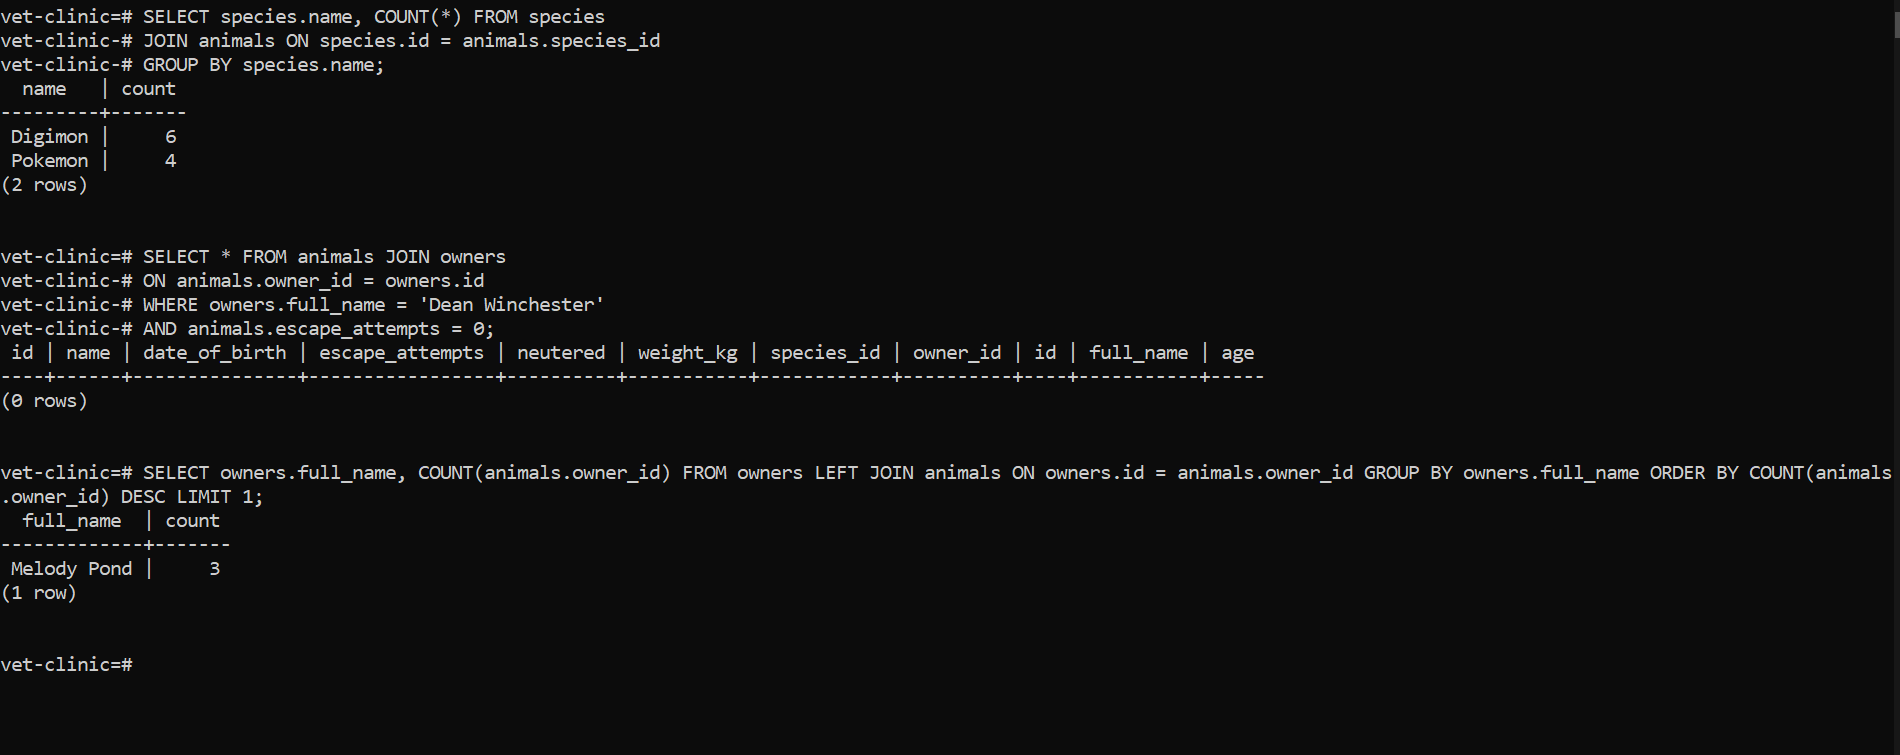 vet-clinic=# SELECT species.name, COUNT(*) FROM species
vet-clinic-# JOIN animals ON species.id = animals.species_id
vet-clinic-# GROUP BY species.name;
  name   | count
---------+-------
 Digimon |     6
 Pokemon |     4
(2 rows)
vet-clinic=# SELECT * FROM animals JOIN owners
vet-clinic-# ON animals.owner_id = owners.id
vet-clinic-# WHERE owners.full_name = 'Dean Winchester'
vet-clinic-# AND animals.escape_attempts = 0;
 id | name | date_of_birth | escape_attempts | neutered | weight_kg | species_id | owner_id | id | full_name | age
----+------+---------------+-----------------+----------+-----------+------------+----------+----+-----------+-----
(0 rows)
vet-clinic=# SELECT owners.full_name, COUNT(animals.owner_id) FROM owners LEFT JOIN animals ON owners.id = animals.owner_id GROUP BY owners.full_name ORDER BY COUNT(animals
.owner_id) DESC LIMIT 1;
  full_name  | count
-------------+-------
 Melody Pond |     3
(1 row)
vet-clinic=#